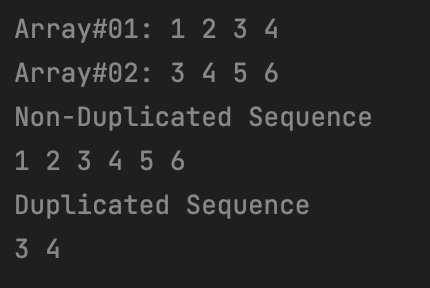 Array#01: 1 2 3 4
Array#02: 3 4 5 6
Non-Duplicated Sequence
1 2 3 4 5 6
Duplicated Sequence
3 4